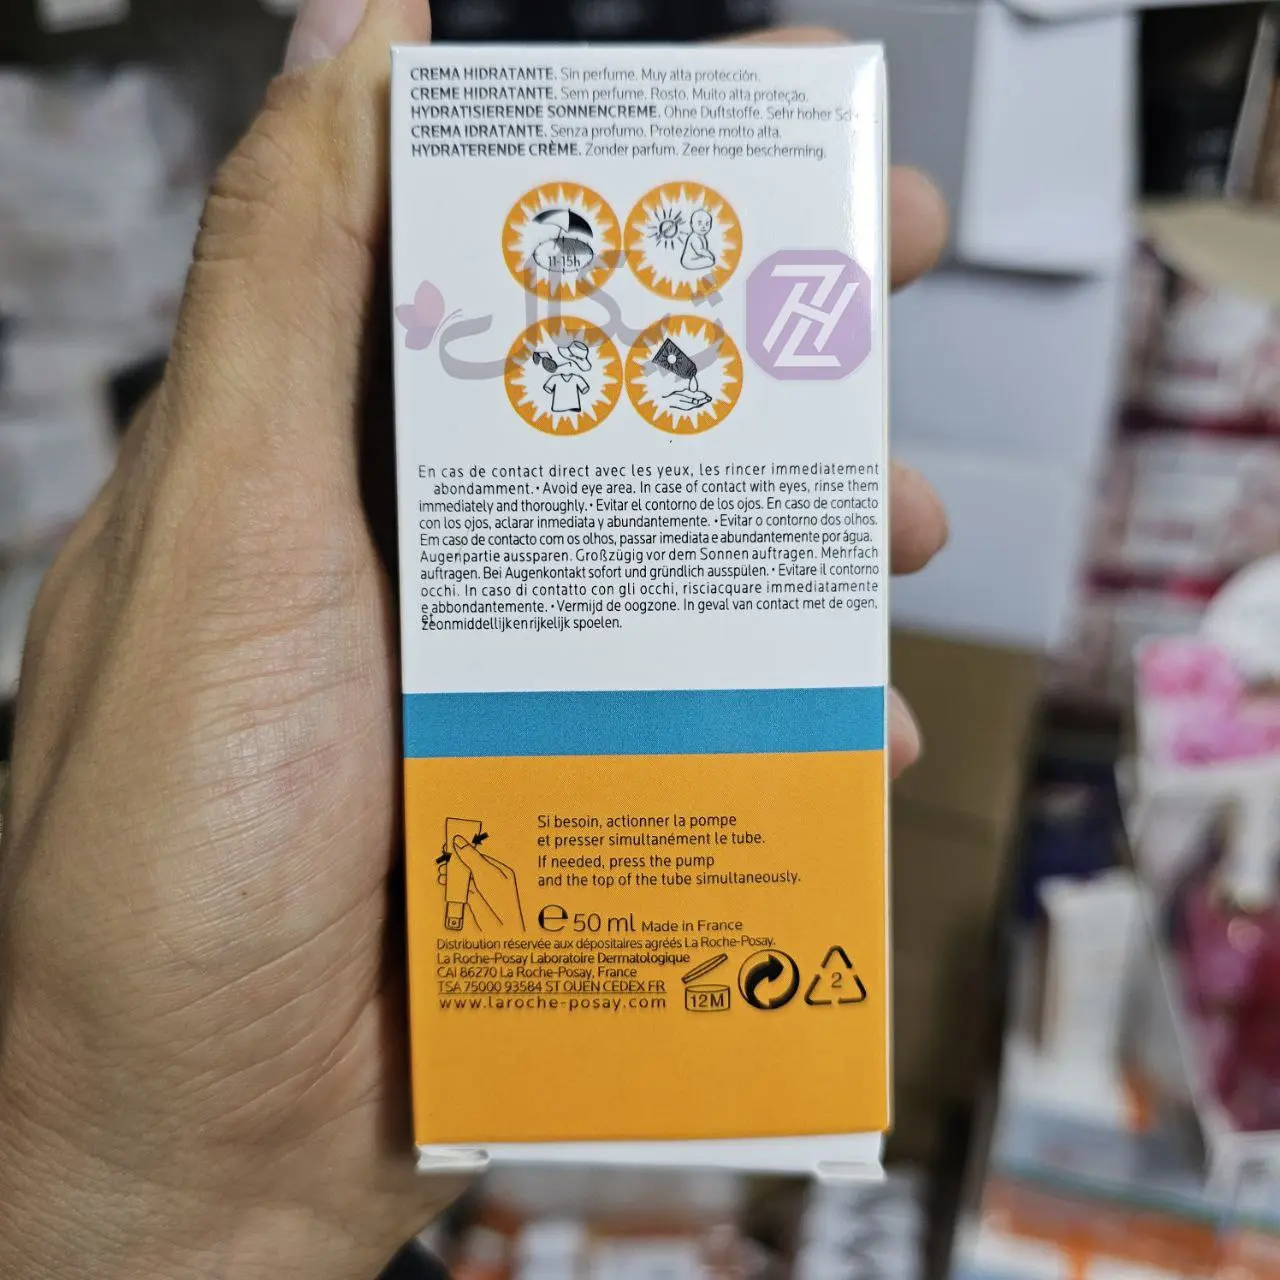 CREMA HIDRATANTE. Sin perfume. Muy alta protección.
CREME HIDRATANTE. Sem perfume. Rosto. Muito alta proteção.
HYDRATISIERENDE SONNENCREME. Ohne Duftstoffe. Sehr hoher
CREMA IDRATANTE. Senza profumo. Protezione molto alta.
HYDRATERENDE CRÈME. Zonder parfum. Zeer hoge bescherming.
11-15h
ژیکال
En cas de contact direct avec les yeux, les rincer immediatement
abondamment. • Avoid eye area. In case of contact with eyes, rinse them
immediately and thoroughly. • Evitar el contorno de los ojos. En caso de contacto
con los ojos, aclarar inmediata y abundantemente. • Evitar o contorno dos olhos.
Em caso de contacto com os olhos, passar imediata e abundantemente por água.
Augenpartie aussparen. Großzügig vor dem Sonnen auftragen. Mehrfach
auftragen. Bei Augenkontakt sofort und gründlich ausspülen. • Evitare il contorno
occhi. In caso di contatto con gli occhi, risciacquare immediatamente
e abbondantemente. • Vermijd de oogzone. In geval van contact met de ogen,
et
ze onmiddellijk en rijkelijk spoelen.
Si besoin, actionner la pompe
et presser simultanément le tube.
If needed, press the pump
and the top of the tube simultaneously.
e 50 ml Made in France
Distribution réservée aux dépositaires agréés La Roche-Posay.
La Roche-Posay Laboratoire Dermatologique
CAI 86270 La Roche-Posay, France
TSA 75000 93584 ST OUEN CEDEX FR
www.laroche-posay.com
12M
2